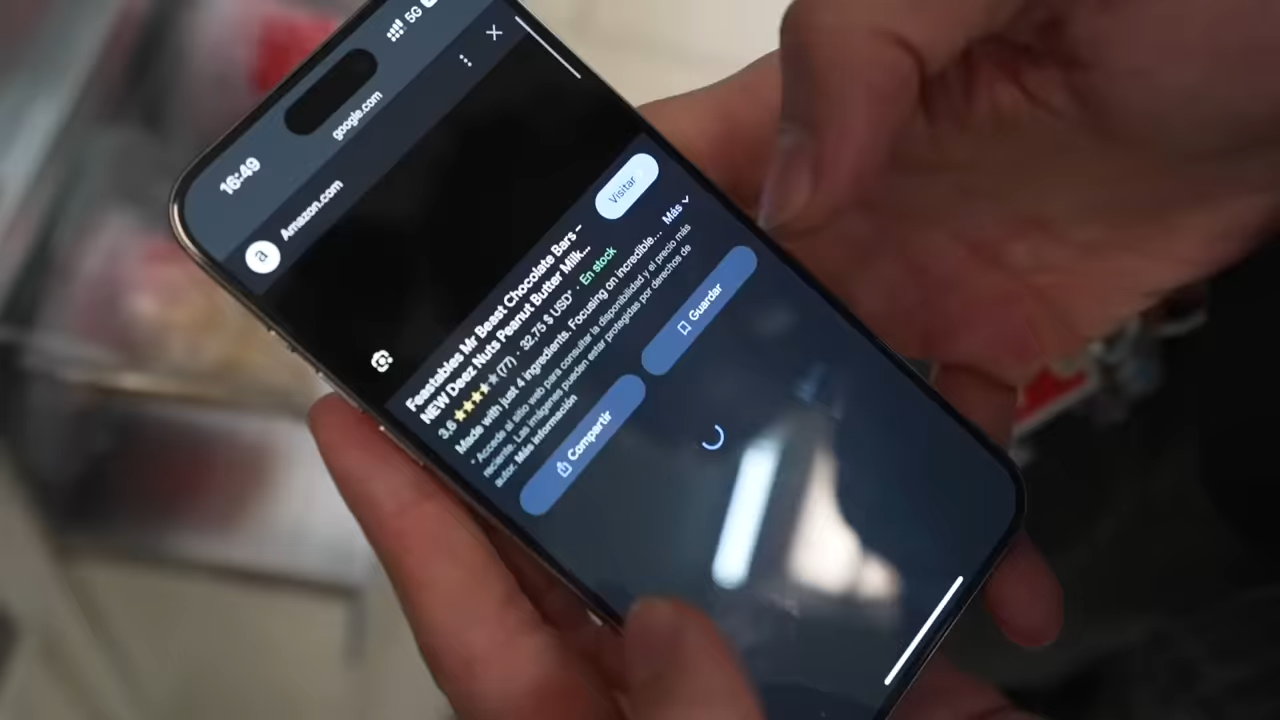 16:49
5G
google.com
a
Amazon.com
Feastables Mr Beast Chocolate Bars –
NEW Deez Nuts Peanut Butter Milk...
Visitar
3,6 ★★★★★ (77) · 32,75 $ USD* · En stock
Made with just 4 ingredients. Focusing on incredible... Más
* Accede al sitio web para consultar la disponibilidad y el precio más
reciente. Las imágenes pueden estar protegidas por derechos de
autor. Más información
Compartir
Guardar